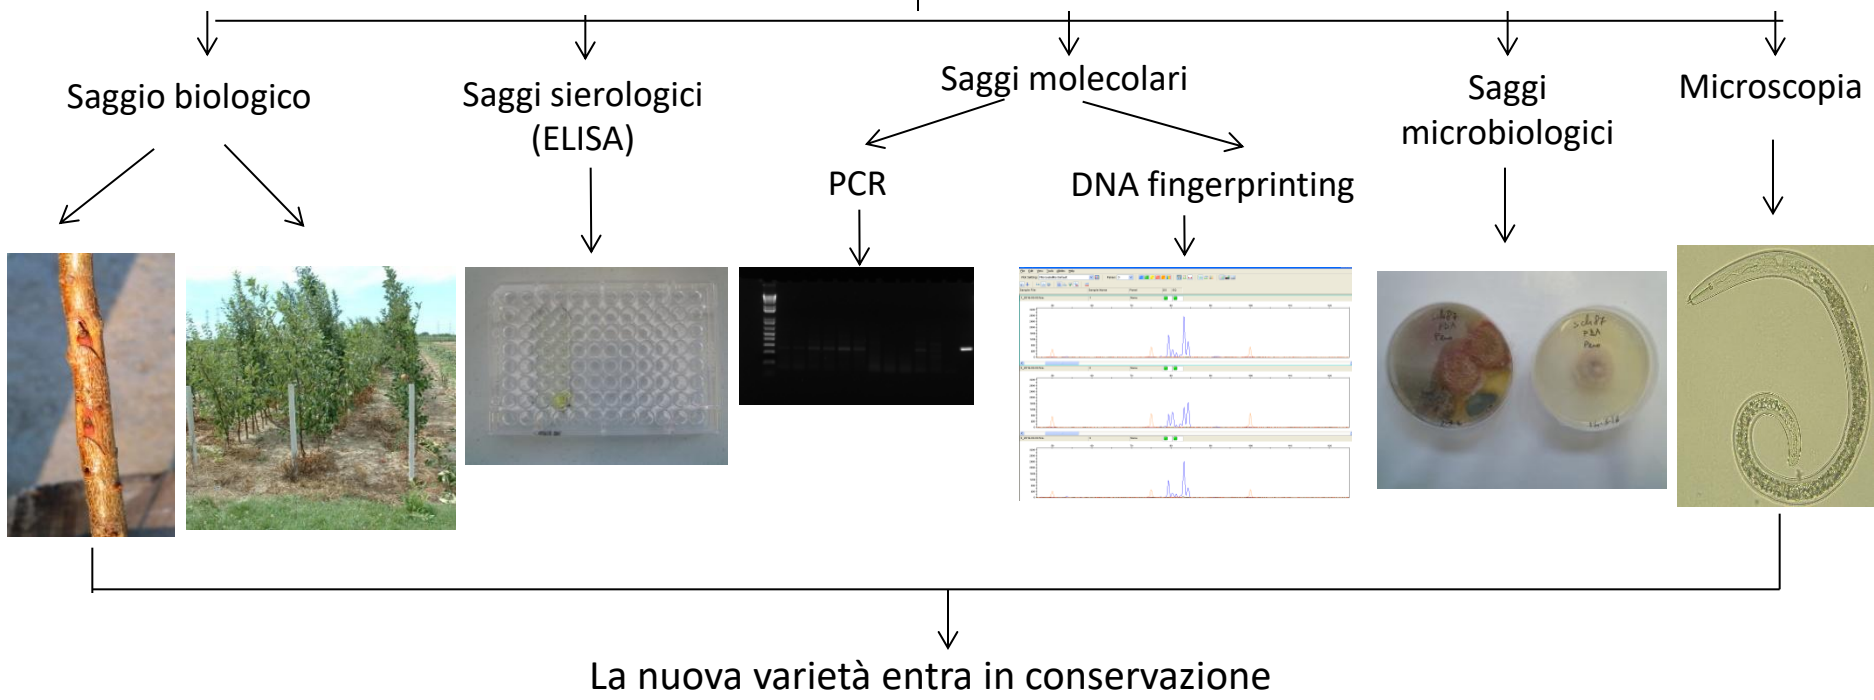 Saggio biologico
Saggi sierologici
(ELISA)
Saggi molecolari
Saggi
microbiologici
Microscopia
PCR
DNA fingerprinting
La nuova varietà entra in conservazione